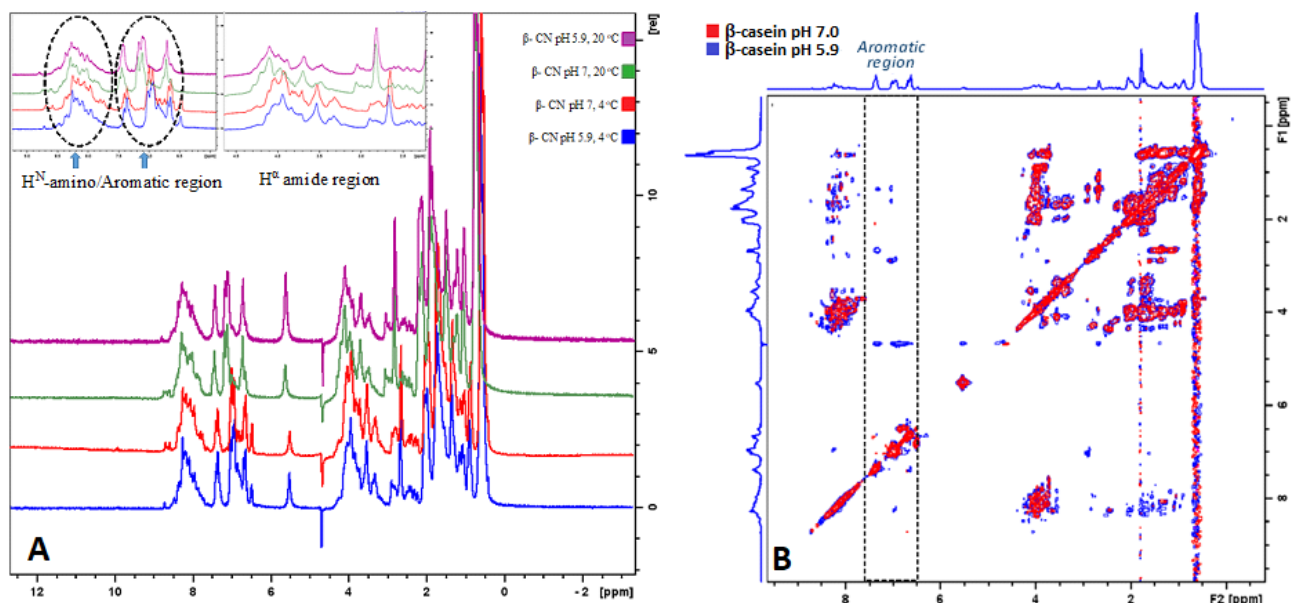 β- CN pH 5.9, 20 °C
β- CN pH 7, 20 °C
β- CN pH 7, 4 °C
β- CN pH 5.9, 4 °C
Hᴺ-amino/Aromatic region
Hᵅ amide region
[rel]
10
5
0
A
12 10 8 6 4 2 0 -2 [ppm]
β-casein pH 7.0
β-casein pH 5.9
Aromatic
region
F1 [ppm]
2
4
6
8
B
8 6 4 2 F2 [ppm]